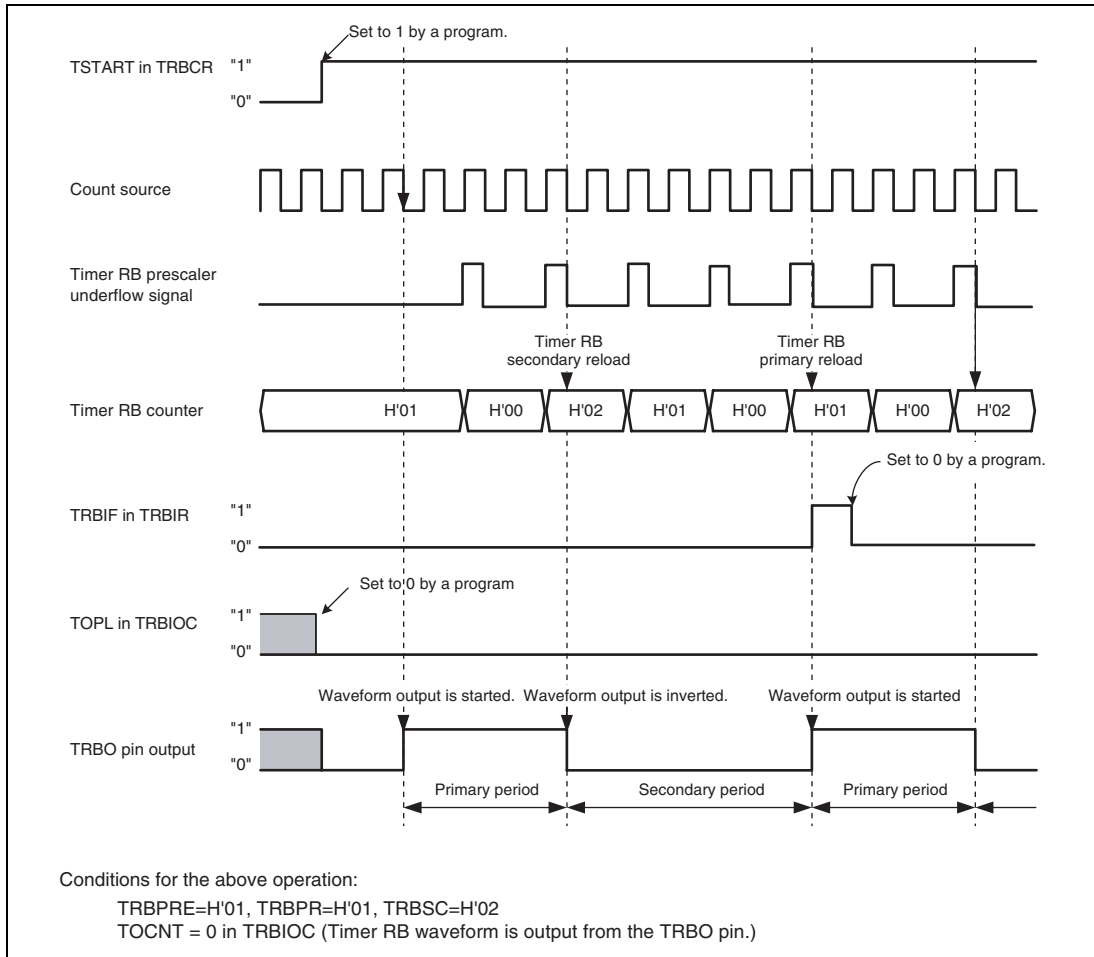 Set to 1 by a program.
TSTART in TRBCR
"1"
"0"
Count source
Timer RB prescaler
underflow signal
Timer RB
secondary reload
Timer RB
primary reload
Timer RB counter
H'01
H'00
H'02
H'01
H'00
H'01
H'00
H'02
Set to 0 by a program.
TRBIF in TRBIR
"1"
"0"
Set to 0 by a program
TOPL in TRBIOC
"1"
"0"
Waveform output is started.
Waveform output is inverted.
Waveform output is started
TRBO pin output
"1"
"0"
Primary period
Secondary period
Primary period
Conditions for the above operation:
TRBPRE=H'01, TRBPR=H'01, TRBSC=H'02
TOCNT = 0 in TRBIOC (Timer RB waveform is output from the TRBO pin.)